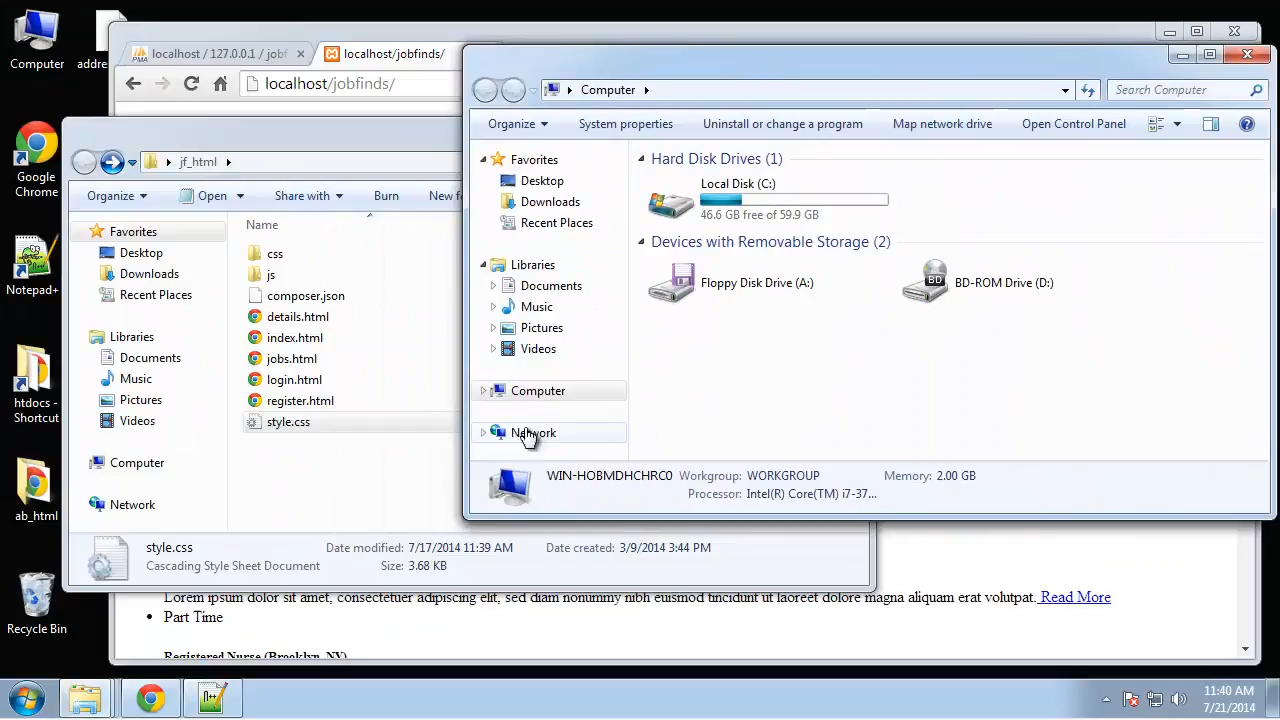 Computer
addre
Google
Chrome
Notepad+
htdocs -
Shortcut
ab_html
Recycle Bin
localhost / 127.0.0.1 / jobf
localhost/jobfinds/
localhost/jobfinds/
jf_html
Organize
Open
Share with
Burn
New fo
Favorites
Desktop
Downloads
Recent Places
Libraries
Documents
Music
Pictures
Videos
Computer
Network
Name
css
js
composer.json
details.html
index.html
jobs.html
login.html
register.html
style.css
style.css
Date modified: 7/17/2014 11:39 AM
Date created: 3/9/2014 3:44 PM
Cascading Style Sheet Document
Size: 3.68 KB
Computer
Search Computer
Organize
System properties
Uninstall or change a program
Map network drive
Open Control Panel
Favorites
Desktop
Downloads
Recent Places
Libraries
Documents
Music
Pictures
Videos
Computer
Network
Hard Disk Drives (1)
Local Disk (C:)
46.6 GB free of 59.9 GB
Devices with Removable Storage (2)
Floppy Disk Drive (A:)
BD
BD-ROM Drive (D:)
WIN-HOBMDHCHRC0
Workgroup: WORKGROUP
Memory: 2.00 GB
Processor: Intel(R) Core(TM) i7-37...
Lorem ipsum dolor sit amet, consectetuer adipiscing elit, sed diam nonummy nibh euismod tincidunt ut laoreet dolore magna aliquam erat volutpat. Read More
Part Time
Registered Nurse (Brooklyn, NY)
11:40 AM
7/21/2014